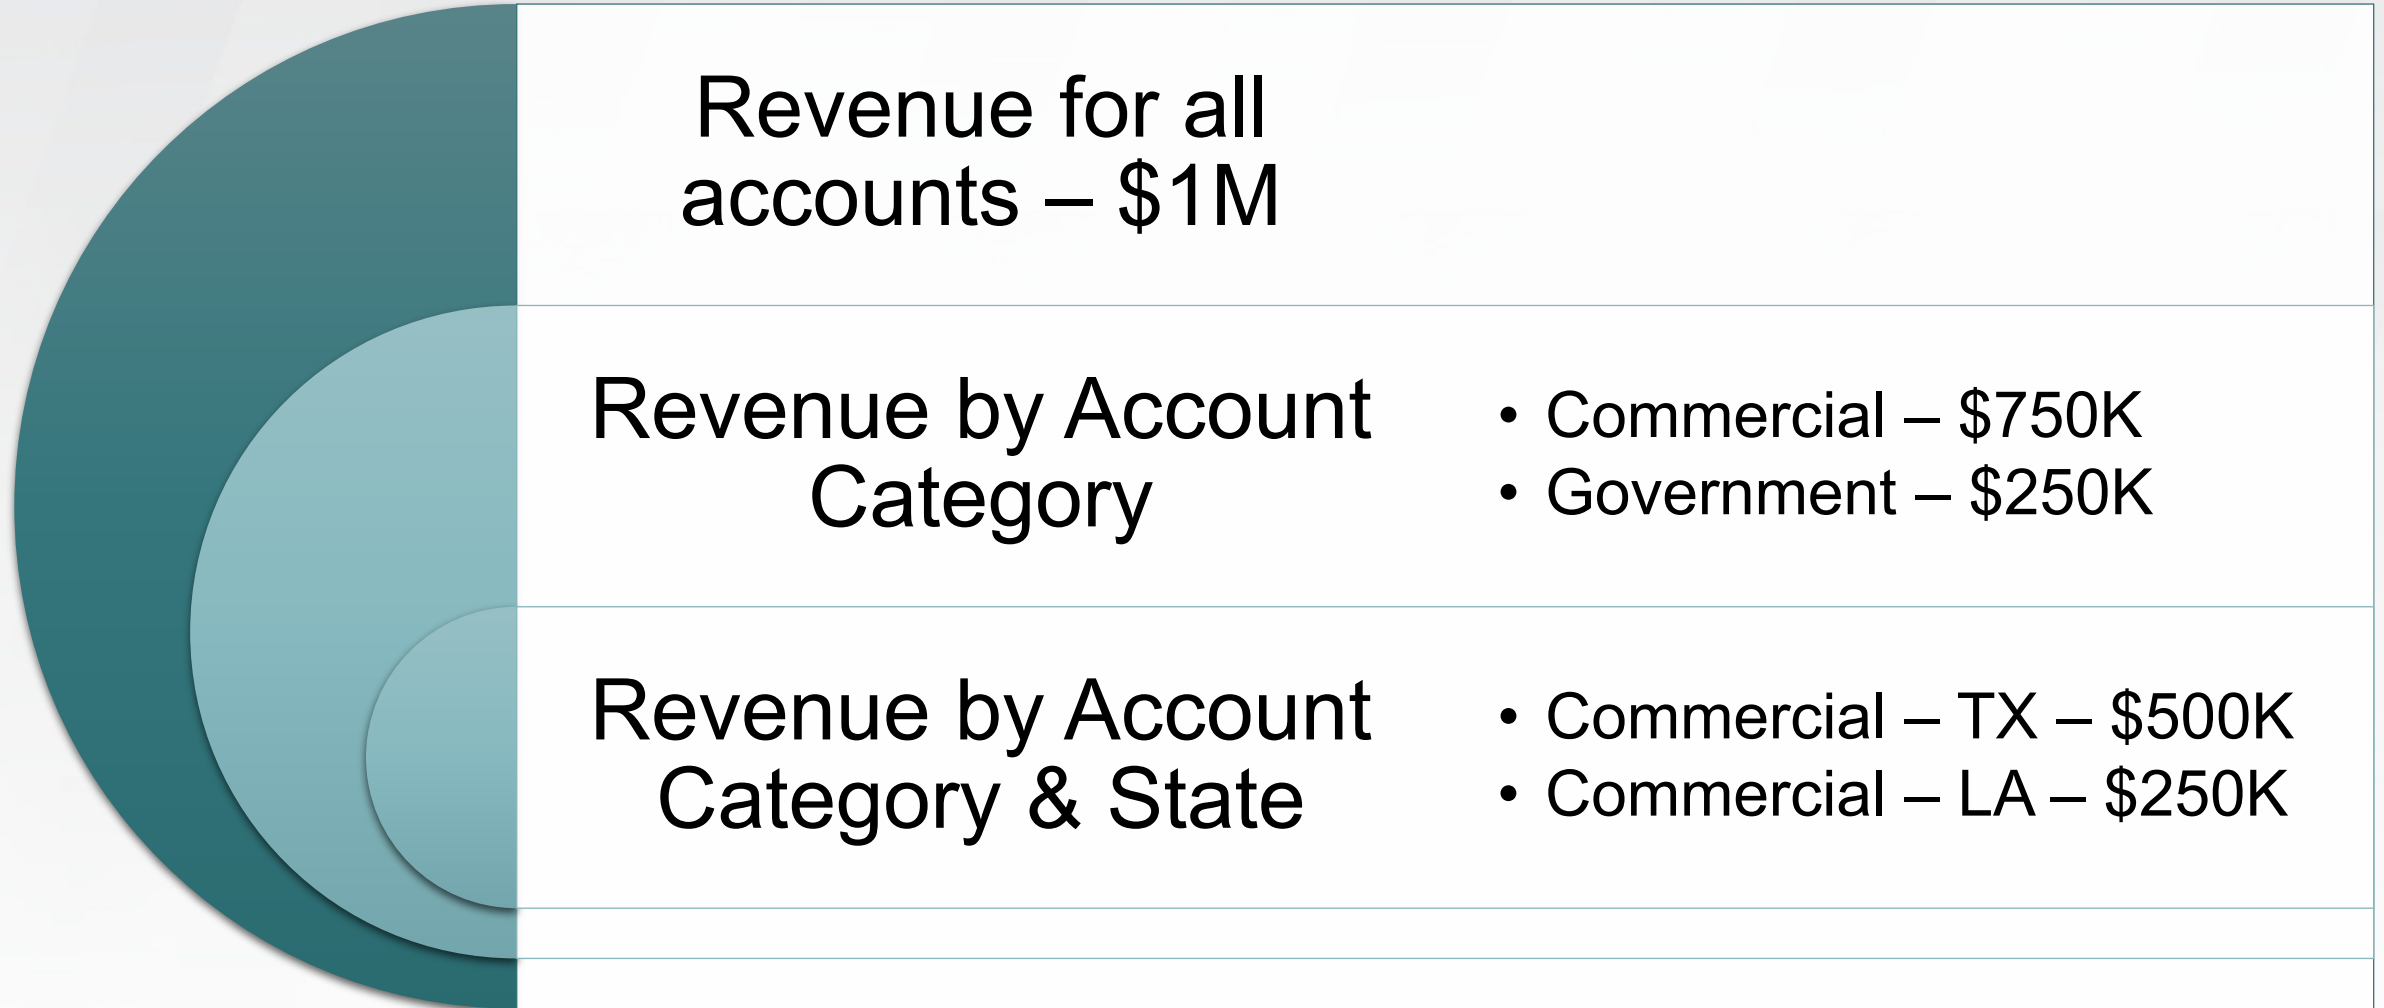 Revenue for all
accounts – $1M
Revenue by Account
Category
• Commercial – $750K
• Government – $250K
Revenue by Account
Category & State
• Commercial – TX – $500K
• Commercial – LA – $250K